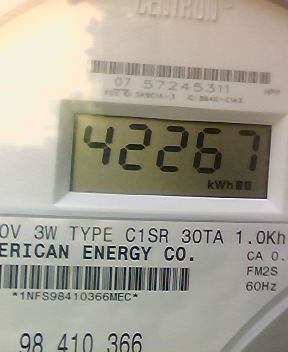 CENTRON®
07 57245311
42267
kWh
0V 3W TYPE C1SR 30TA 1.0Kh
ERICAN ENERGY CO.
CA 0.
FM2S
*1NFS98410366MEC*
60Hz
98 410 366